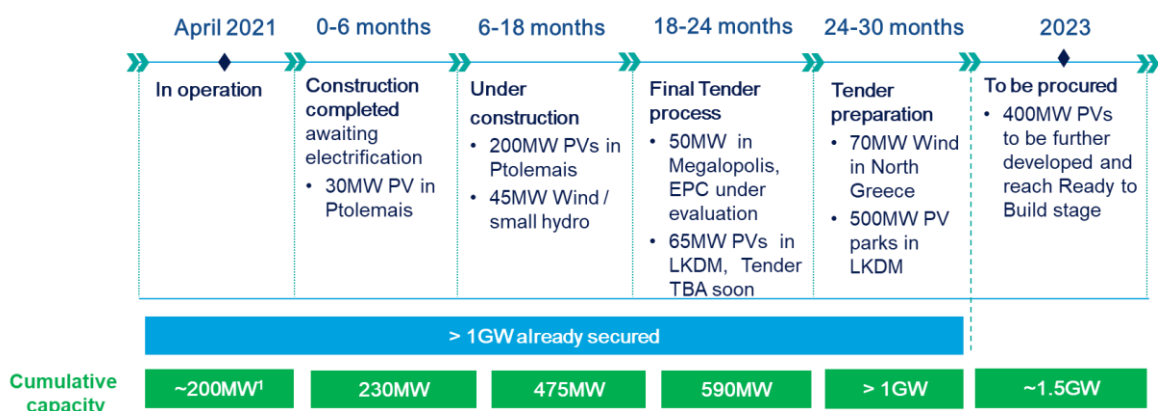 April 2021
0-6 months
6-18 months
18-24 months
24-30 months
2023
In operation
Construction
completed
awaiting
electrification
• 30MW PV in
Ptolemais
Under
construction
• 200MW PVs in
Ptolemais
• 45MW Wind /
small hydro
Final Tender
process
• 50MW in
Megalopolis,
EPC under
evaluation
• 65MW PVs in
LKDM, Tender
TBA soon
Tender
preparation
• 70MW Wind
in North
Greece
• 500MW PV
parks in
LKDM
To be procured
• 400MW PVs
to be further
developed and
reach Ready to
Build stage
> 1GW already secured
Cumulative
capacity
~200MW¹
230MW
475MW
590MW
> 1GW
~1.5GW